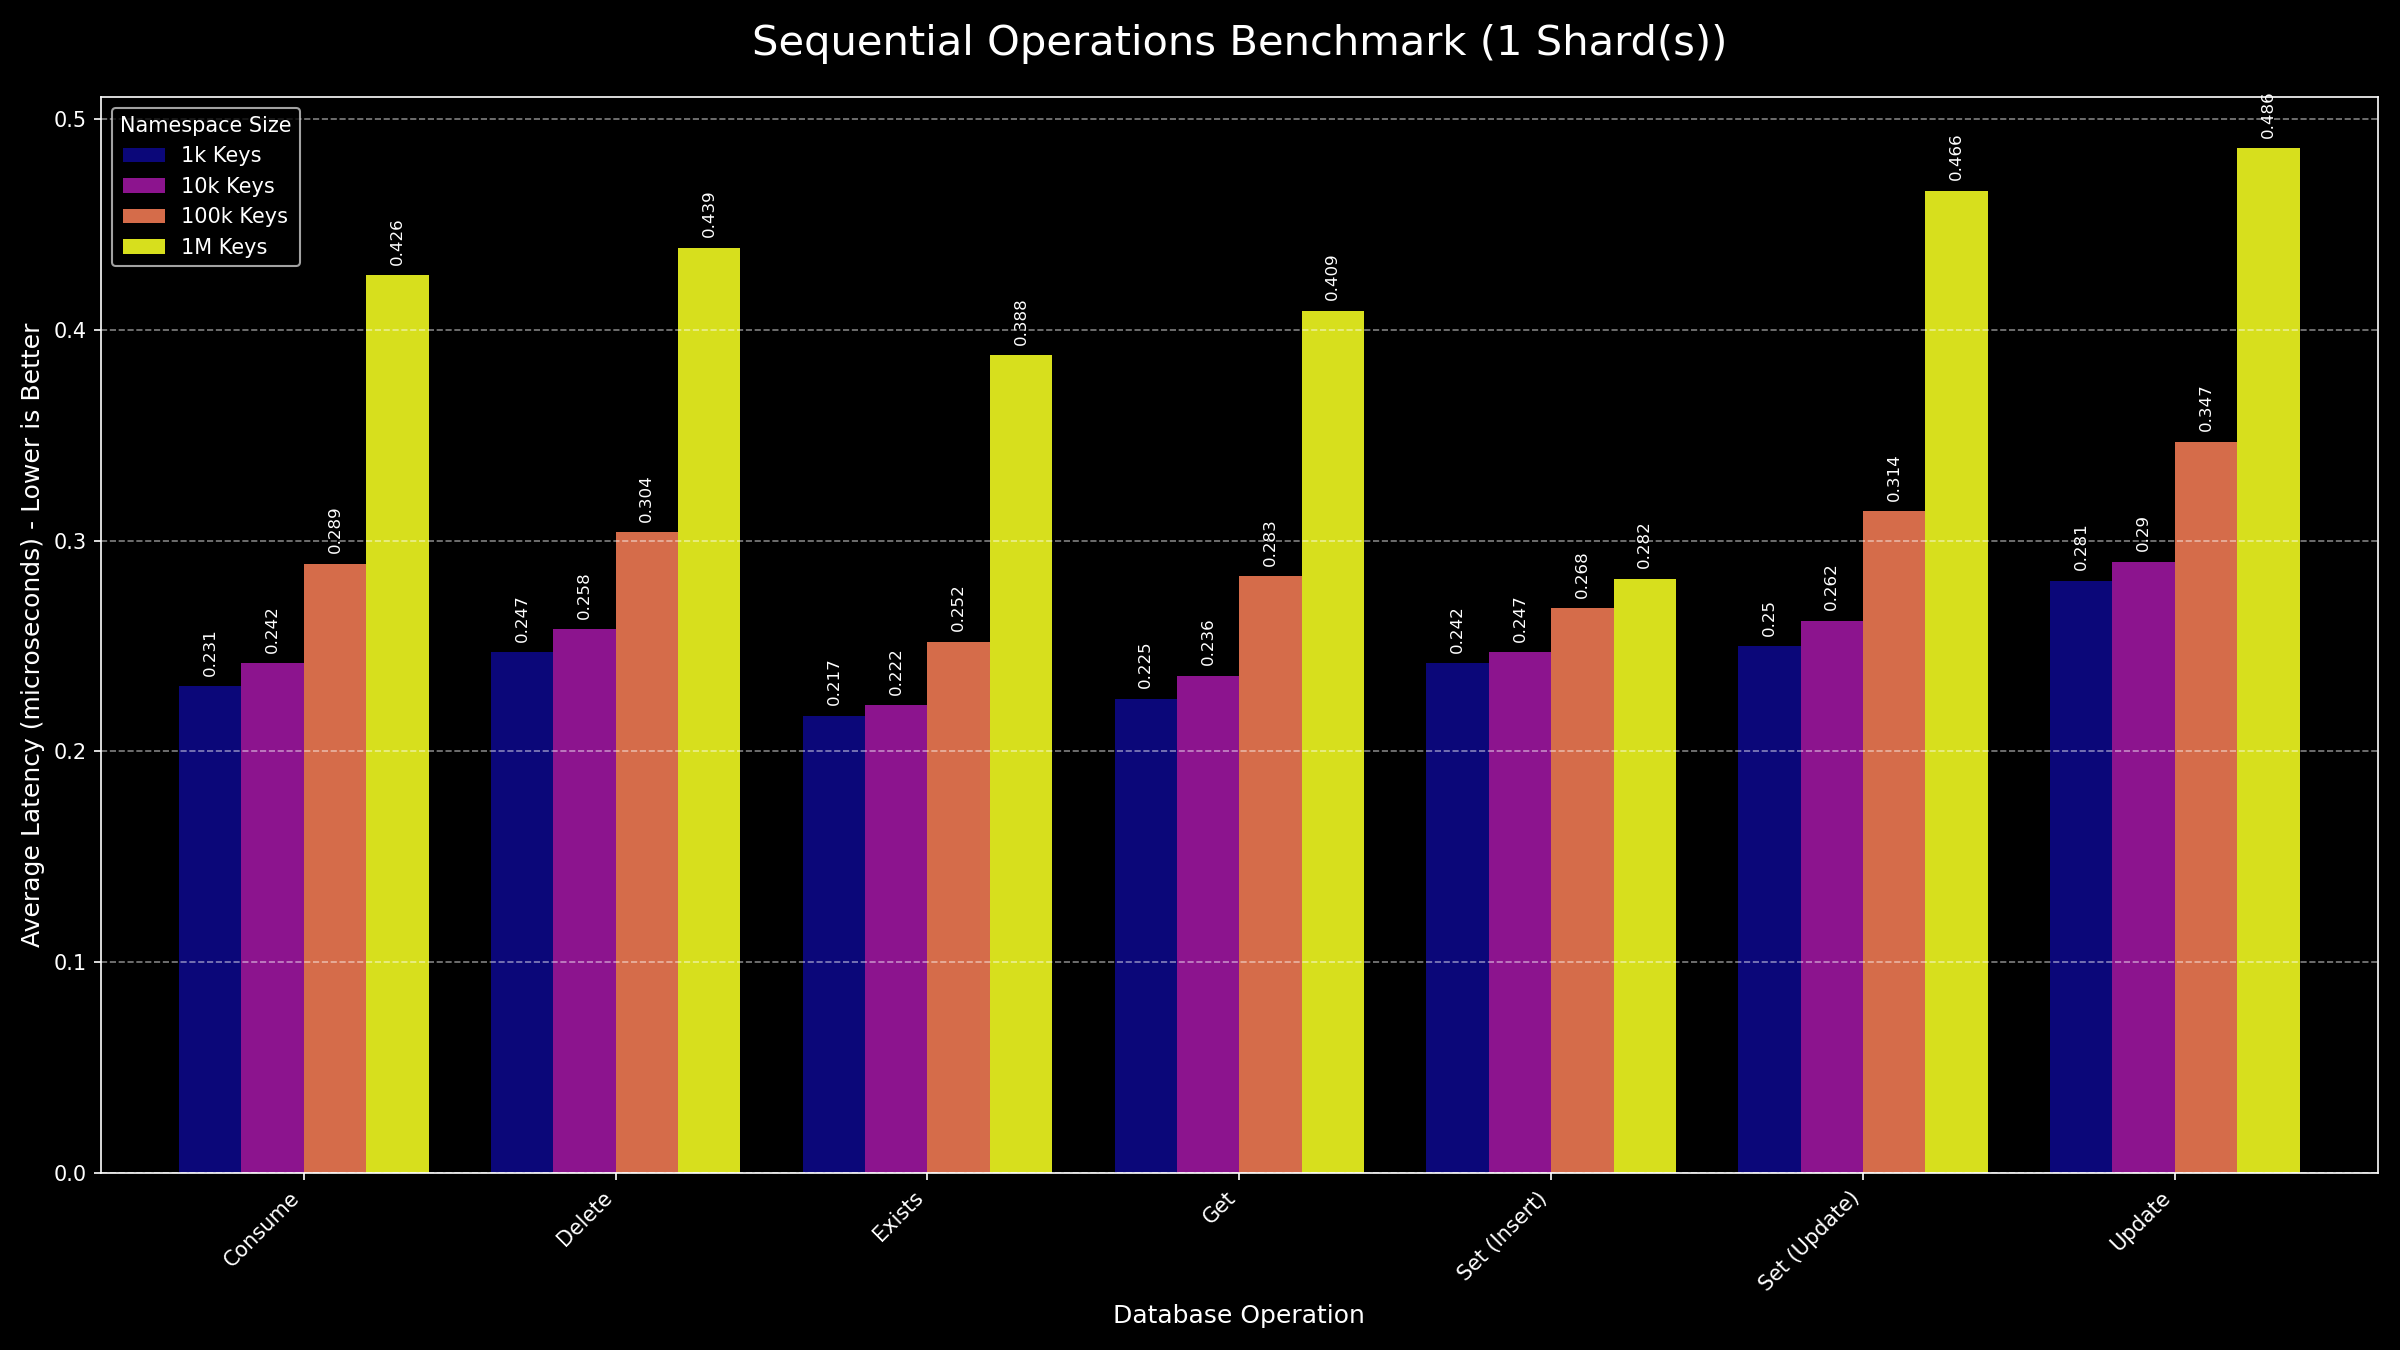 Sequential Operations Benchmark (1 Shard(s))
Average Latency (microseconds) - Lower is Better
0.5
0.4
0.3
0.2
0.1
0.0
Namespace Size
1k Keys
10k Keys
100k Keys
1M Keys
0.231
0.242
0.289
0.426
0.247
0.258
0.304
0.439
0.217
0.222
0.252
0.388
0.225
0.236
0.283
0.409
0.242
0.247
0.268
0.282
0.25
0.262
0.314
0.466
0.281
0.29
0.347
0.486
Consume
Delete
Exists
Get
Set (Insert)
Set (Update)
Update
Database Operation